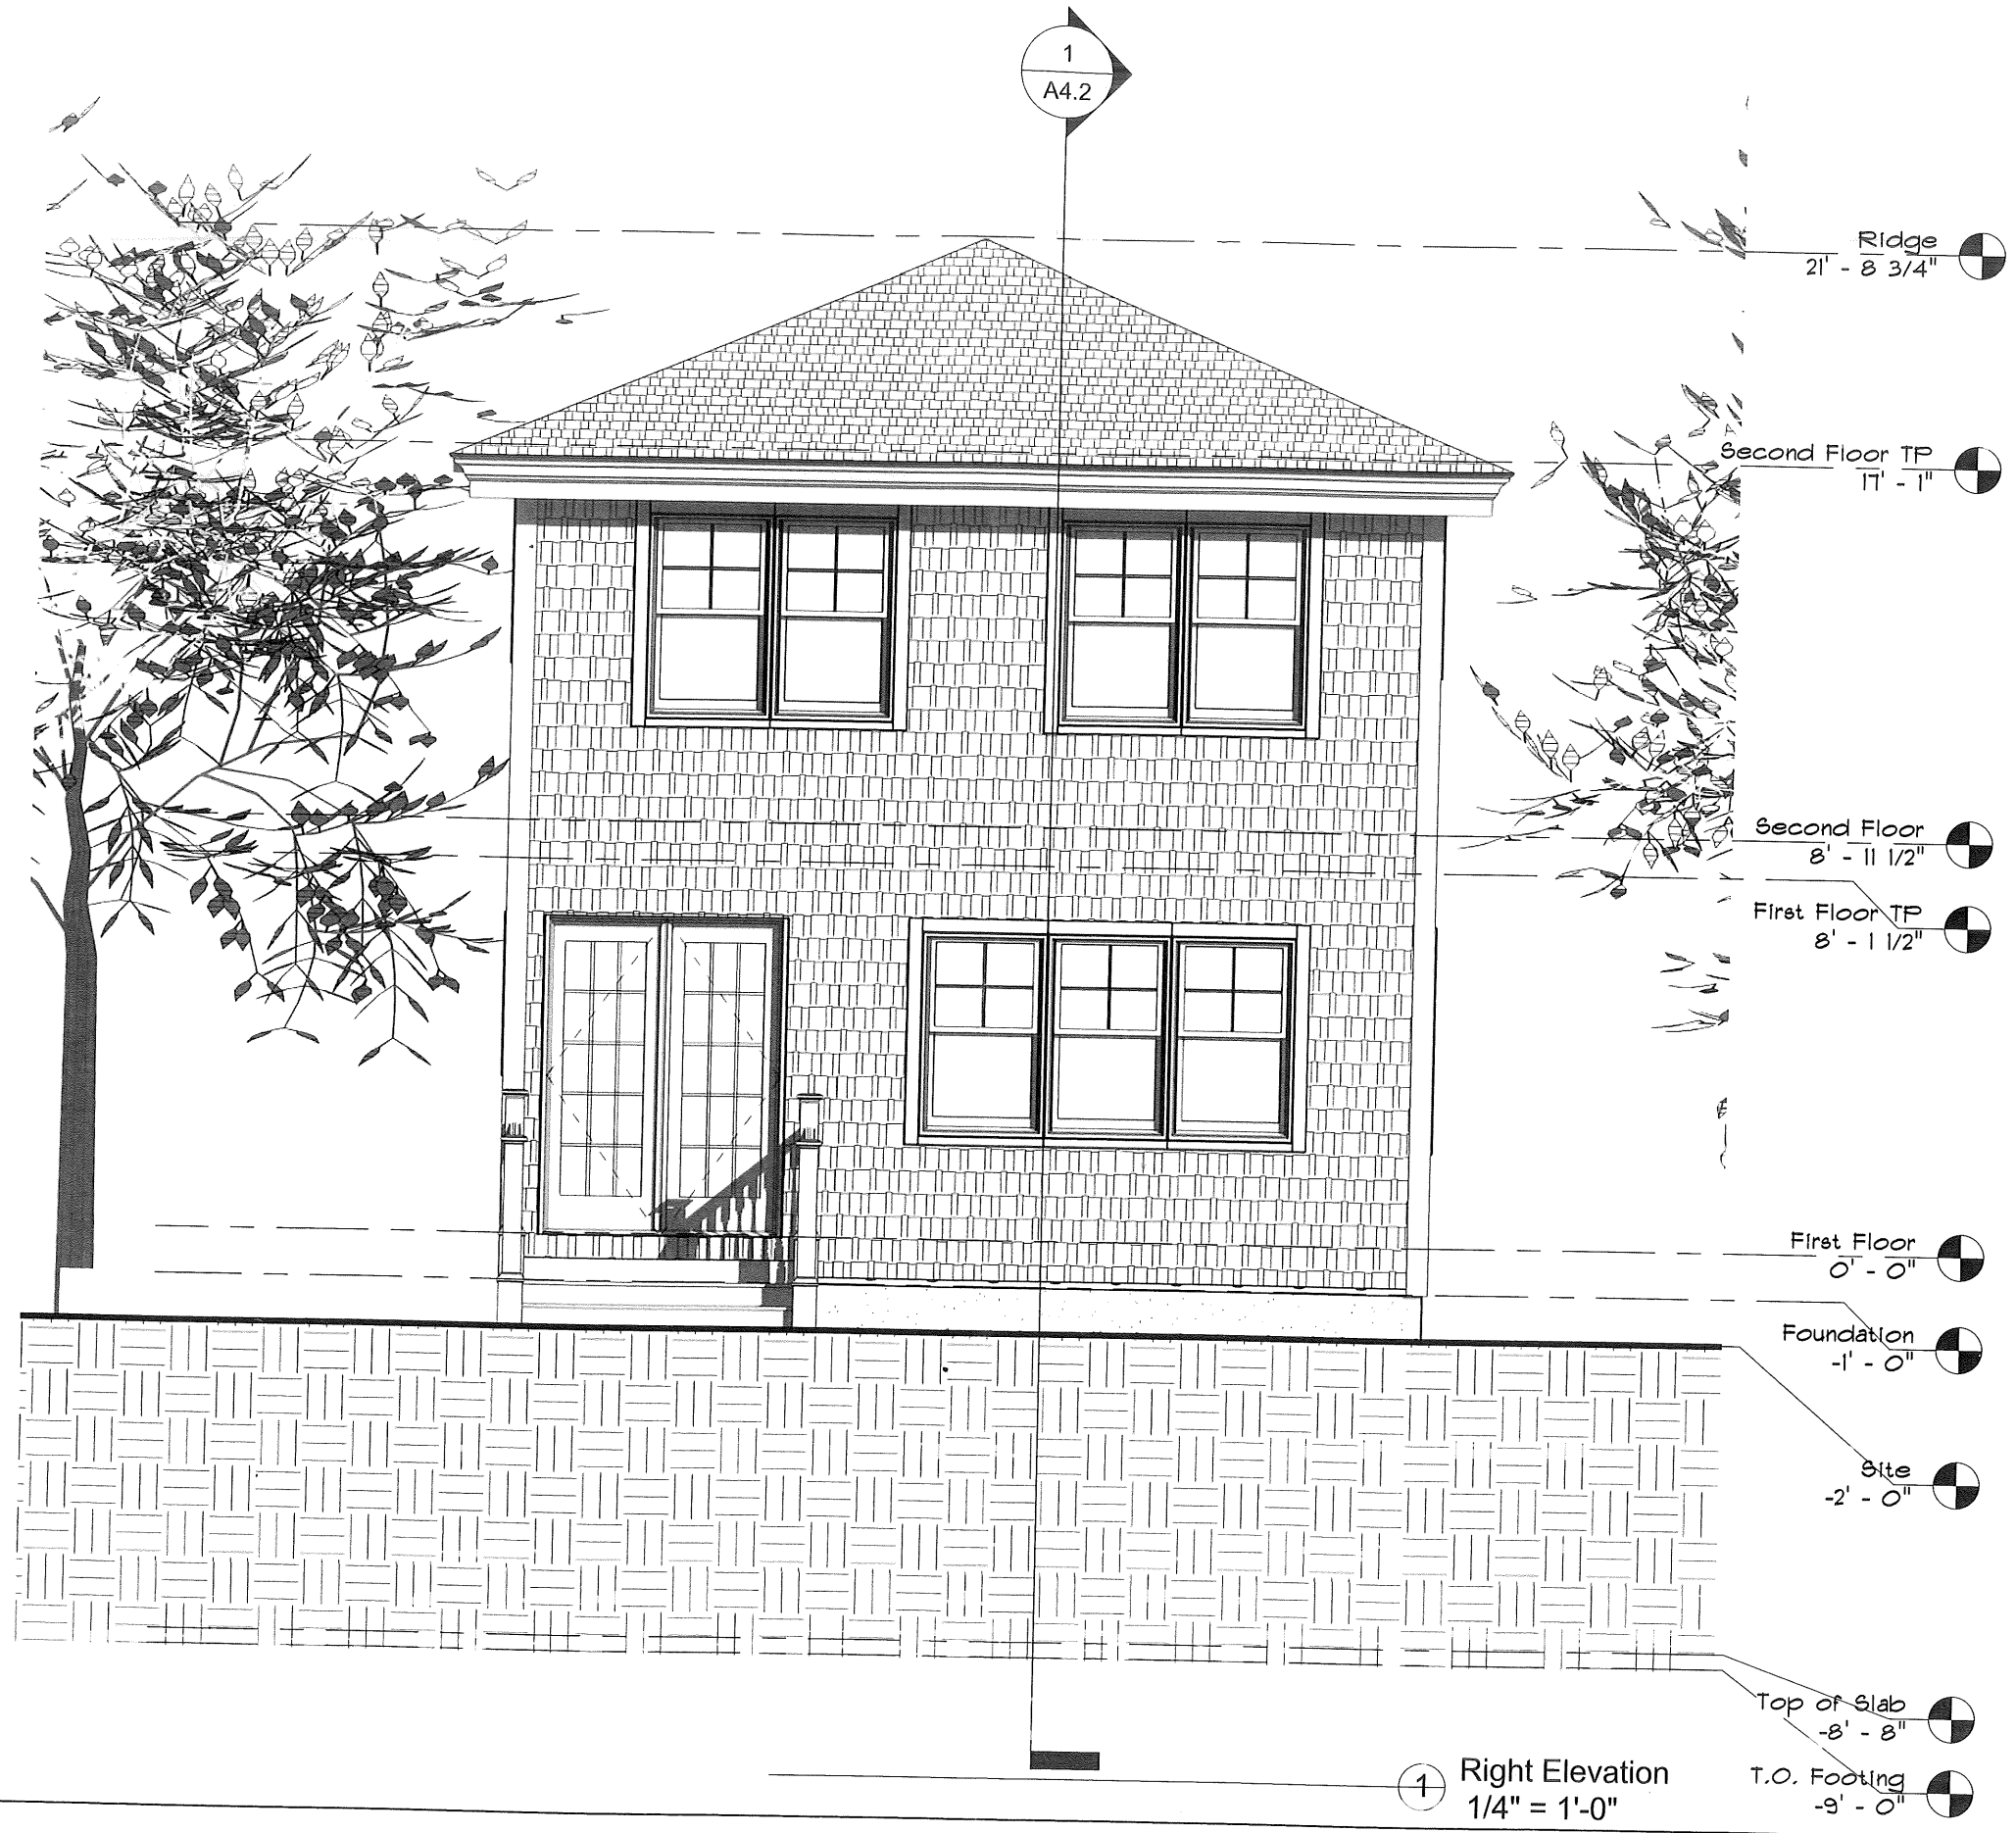 1
A4.2
Ridge
21' - 8 3/4"
Second Floor TP
17' - 1"
Second Floor
8' - 11 1/2"
First Floor TP
8' - 1 1/2"
First Floor
0' - 0"
Foundation
-1' - 0"
Site
-2' - 0"
Top of Slab
-8' - 8"
T.O. Footing
-9' - 0"
1 Right Elevation
1/4" = 1'-0"